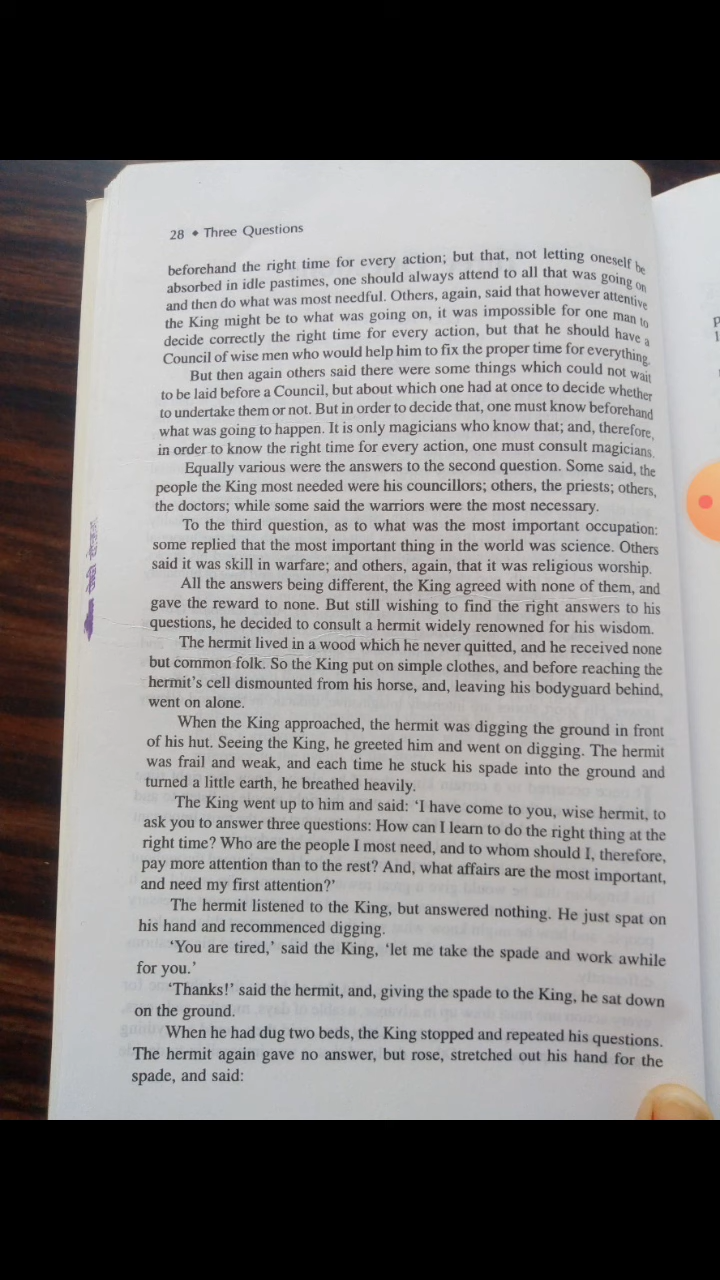 28 ◆ Three Questions
beforehand the right time for every action; but that, not letting oneself be
absorbed in idle pastimes, one should always attend to all that was going on
and then do what was most needful. Others, again, said that however attentive
the King might be to what was going on, it was impossible for one man to
decide correctly the right time for every action, but that he should have a
Council of wise men who would help him to fix the proper time for everything.
But then again others said there were some things which could not wait
to be laid before a Council, but about which one had at once to decide whether
to undertake them or not. But in order to decide that, one must know beforehand
what was going to happen. It is only magicians who know that; and, therefore,
in order to know the right time for every action, one must consult magicians.
Equally various were the answers to the second question. Some said, the
people the King most needed were his councillors; others, the priests; others,
the doctors; while some said the warriors were the most necessary.
To the third question, as to what was the most important occupation:
some replied that the most important thing in the world was science. Others
said it was skill in warfare; and others, again, that it was religious worship.
All the answers being different, the King agreed with none of them, and
gave the reward to none. But still wishing to find the right answers to his
questions, he decided to consult a hermit widely renowned for his wisdom.
The hermit lived in a wood which he never quitted, and he received none
but common folk. So the King put on simple clothes, and before reaching the
hermit's cell dismounted from his horse, and, leaving his bodyguard behind,
went on alone.
When the King approached, the hermit was digging the ground in front
of his hut. Seeing the King, he greeted him and went on digging. The hermit
was frail and weak, and each time he stuck his spade into the ground and
turned a little earth, he breathed heavily.
The King went up to him and said: 'I have come to you, wise hermit, to
ask you to answer three questions: How can I learn to do the right thing at the
right time? Who are the people I most need, and to whom should I, therefore,
pay more attention than to the rest? And, what affairs are the most important,
and need my first attention?'
The hermit listened to the King, but answered nothing. He just spat on
his hand and recommenced digging.
'You are tired,' said the King, 'let me take the spade and work awhile
for you.'
'Thanks!' said the hermit, and, giving the spade to the King, he sat down
on the ground.
When he had dug two beds, the King stopped and repeated his questions.
The hermit again gave no answer, but rose, stretched out his hand for the
spade, and said: